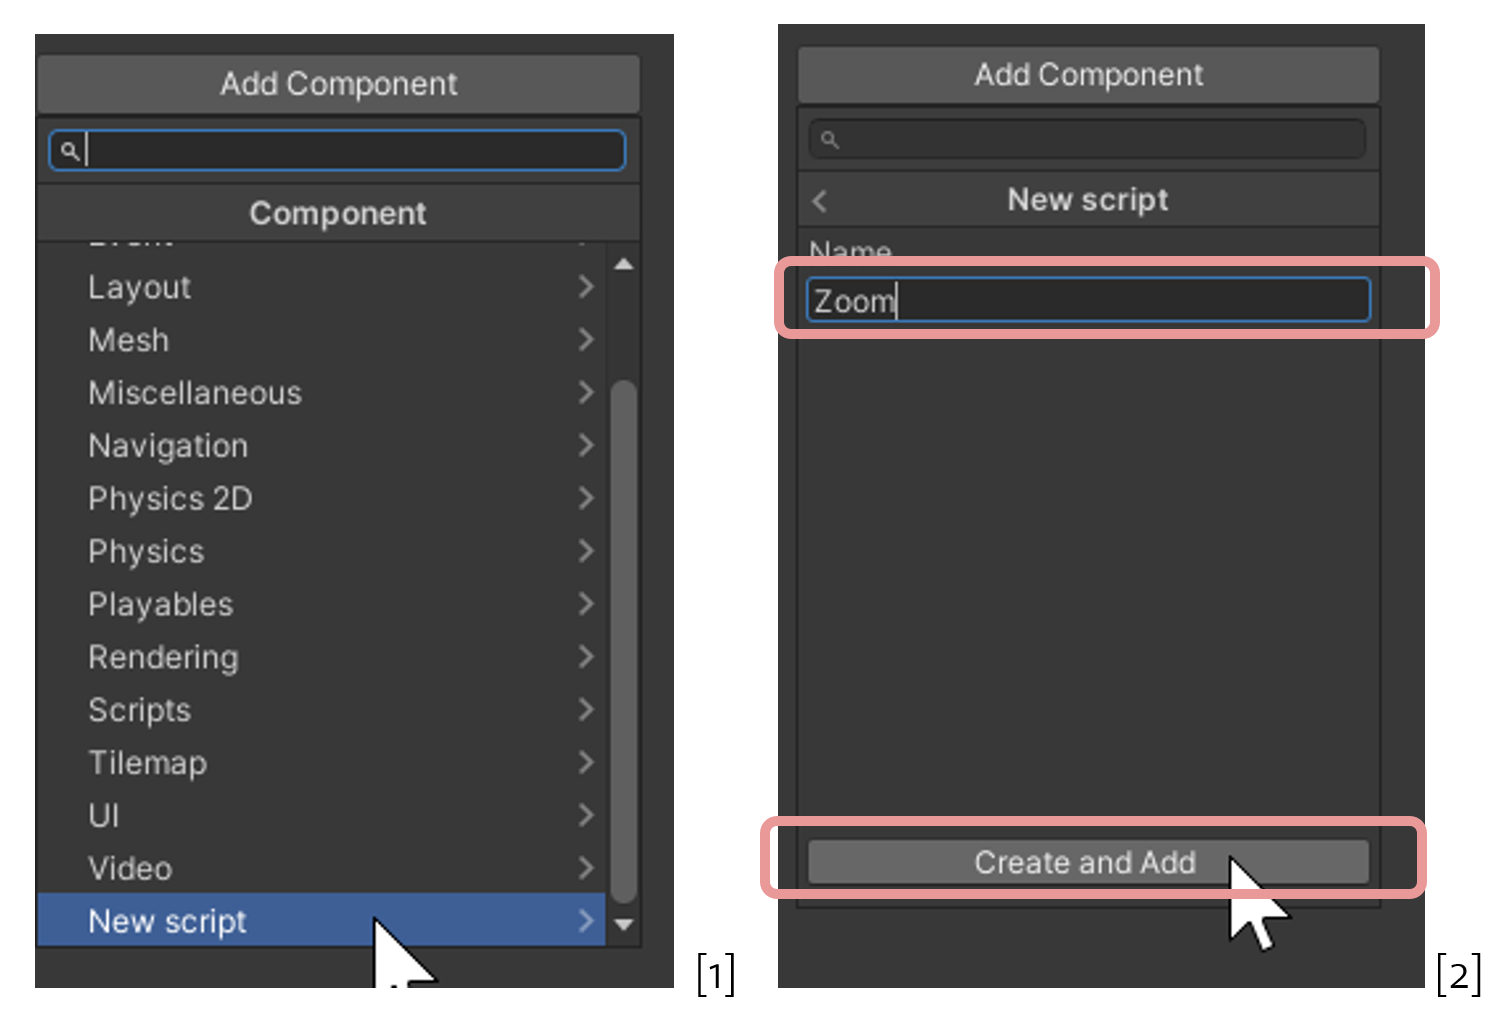 Add Component
Component
Layout
Mesh
Miscellaneous
Navigation
Physics 2D
Physics
Playables
Rendering
Scripts
Tilemap
UI
Video
New script
[1]
Add Component
New script
Name
Zoom
Create and Add
[2]